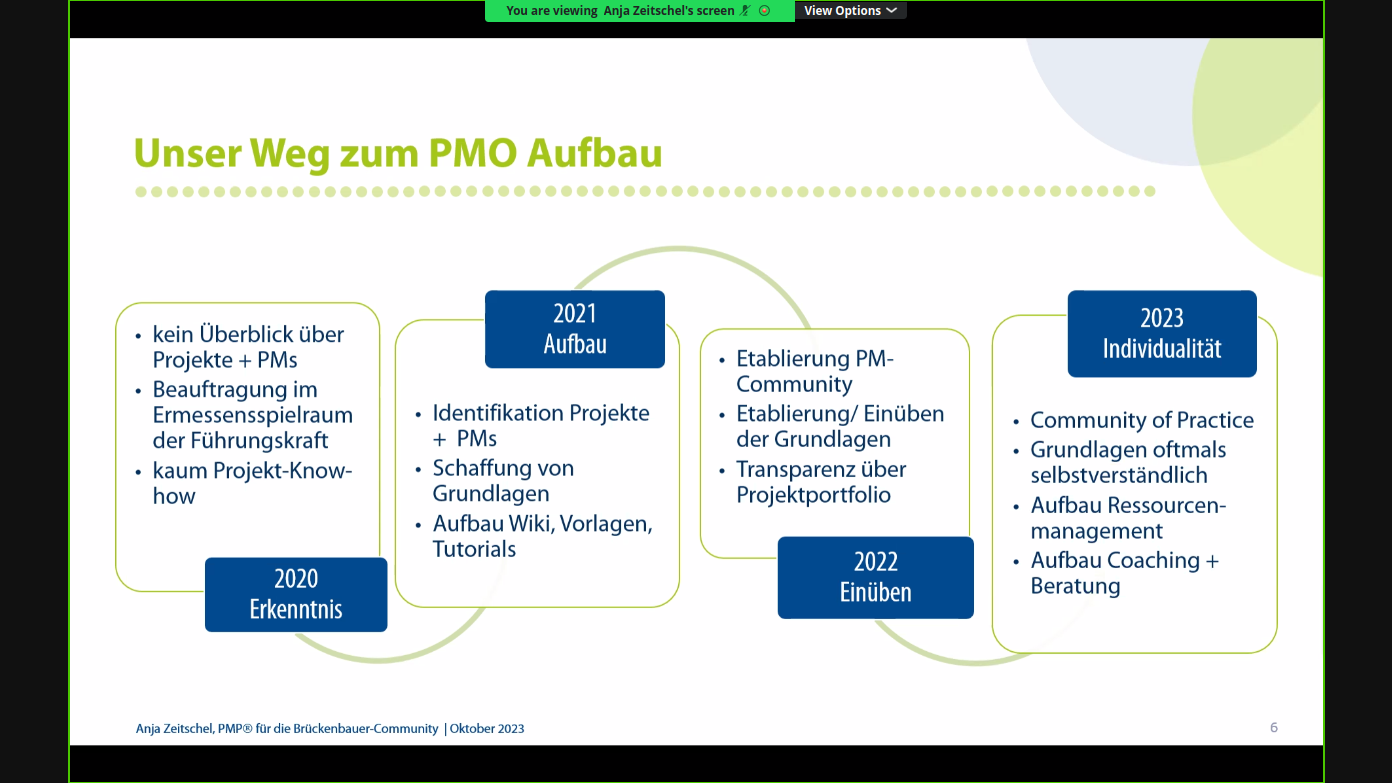 You are viewing Anja Zeitschel's screen
View Options
Unser Weg zum PMO Aufbau
• kein Überblick über
Projekte + PMs
• Beauftragung im
Ermessensspielraum
der Führungskraft
• kaum Projekt-Know-
how
2020
Erkenntnis
2021
Aufbau
• Identifikation Projekte
+ PMs
• Schaffung von
Grundlagen
• Aufbau Wiki, Vorlagen,
Tutorials
• Etablierung PM-
Community
• Etablierung/ Einüben
der Grundlagen
• Transparenz über
Projektportfolio
2022
Einüben
2023
Individualität
• Community of Practice
• Grundlagen oftmals
selbstverständlich
• Aufbau Ressourcen-
management
• Aufbau Coaching +
Beratung
Anja Zeitschel, PMP® für die Brückenbauer-Community | Oktober 2023
6